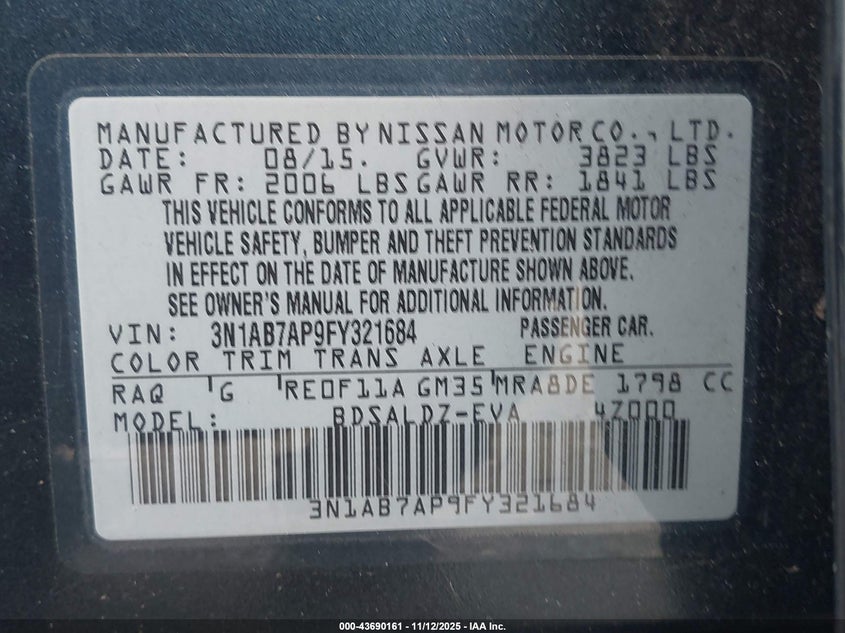 MANUFACTURED BY NISSAN MOTOR CO., LTD.
DATE: 08/15. GVWR: 3823 LBS
GAWR FR: 2006 LBS GAWR RR: 1841 LBS
THIS VEHICLE CONFORMS TO ALL APPLICABLE FEDERAL MOTOR
VEHICLE SAFETY, BUMPER AND THEFT PREVENTION STANDARDS
IN EFFECT ON THE DATE OF MANUFACTURE SHOWN ABOVE.
SEE OWNER'S MANUAL FOR ADDITIONAL INFORMATION.
VIN: 3N1AB7AP9FY321684 PASSENGER CAR.
COLOR TRIM TRANS AXLE ENGINE
RAQ G RE0F11A GM35 MRA8DE 1798 CC
MODEL: BDSALDZ-EVA 4Z000
3N1AB7AP9FY321684
000-43690161 - 11/12/2025 - IAA Inc.